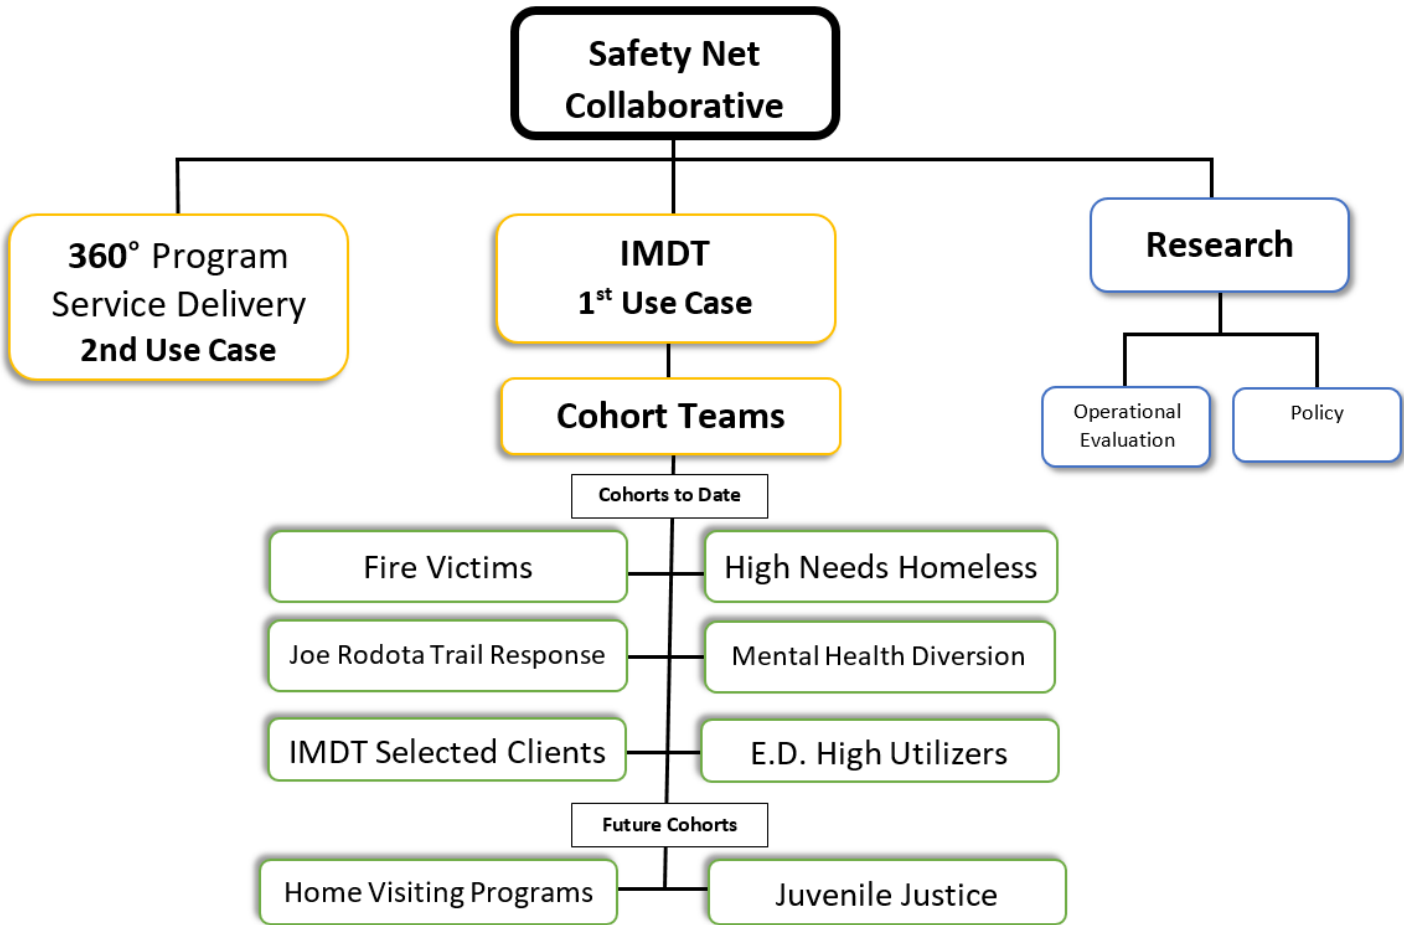 Safety Net
Collaborative
360° Program
Service Delivery
2nd Use Case
IMDT
1st Use Case
Research
Cohort Teams
Operational
Evaluation
Policy
Cohorts to Date
Fire Victims
High Needs Homeless
Joe Rodota Trail Response
Mental Health Diversion
IMDT Selected Clients
E.D. High Utilizers
Future Cohorts
Home Visiting Programs
Juvenile Justice